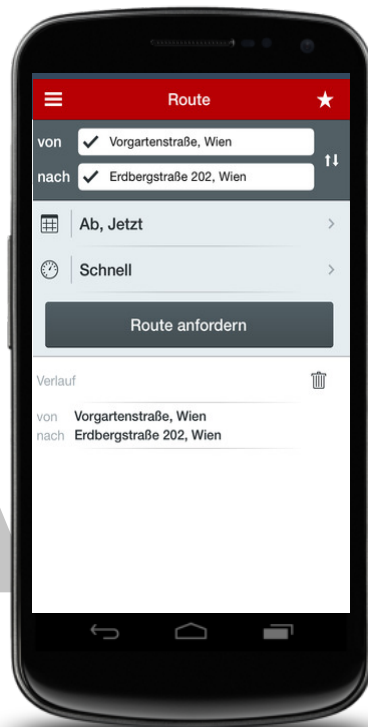 Route
von Vorgartenstraße, Wien
nach Erdbergstraße 202, Wien
Ab, Jetzt
Schnell
Route anfordern
Verlauf
von Vorgartenstraße, Wien
nach Erdbergstraße 202, Wien